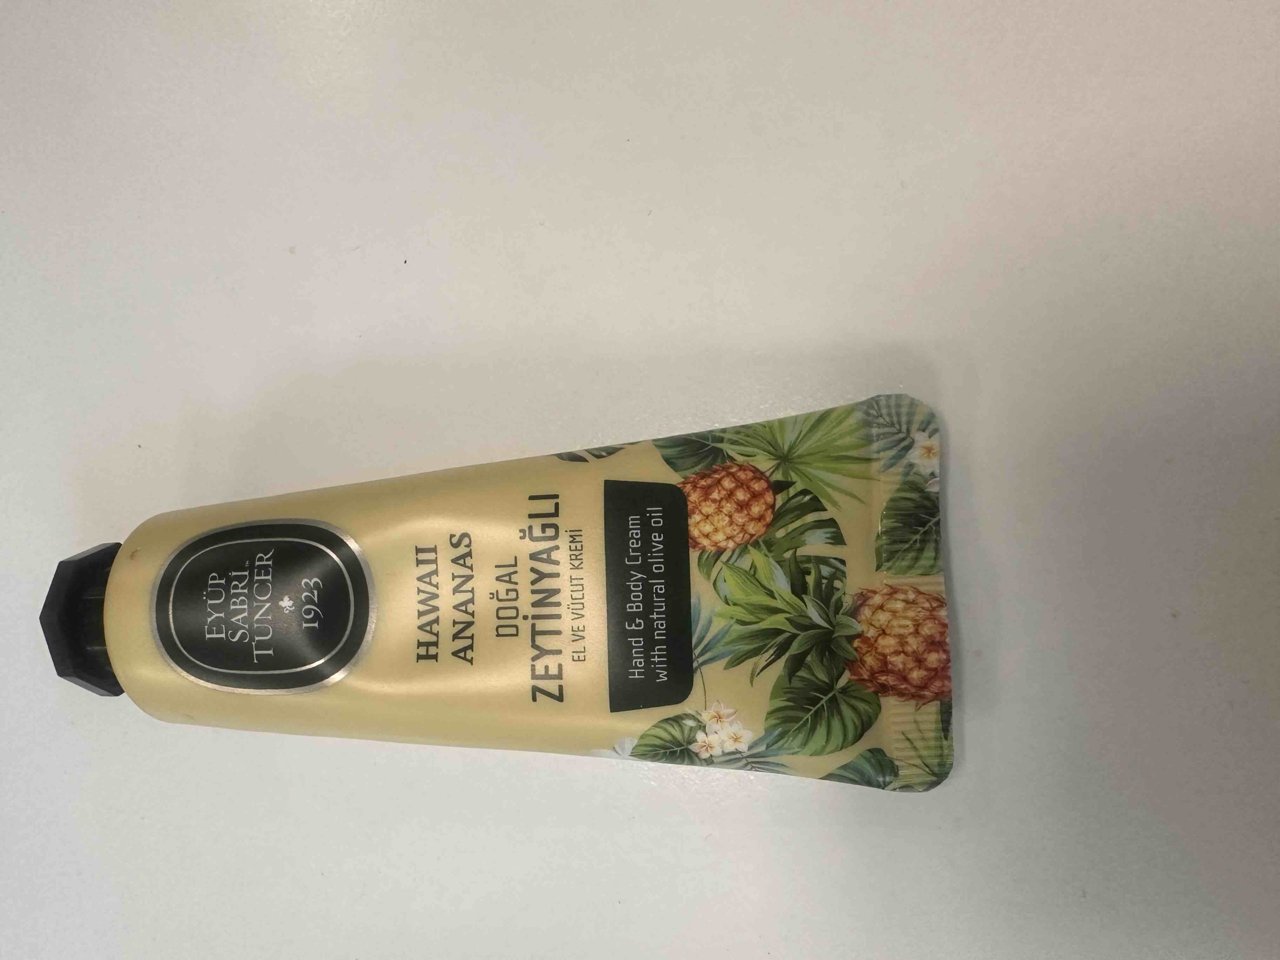 EYÜP
SABRİ™
TUNCER
1923
HAWAII
ANANAS
DOĞAL
ZEYTİNYAĞLI
EL VE VÜCUT KREMİ
Hand & Body Cream
with natural olive oil